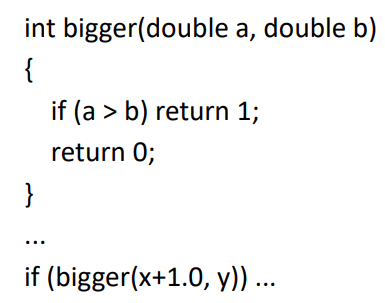 int bigger(double a, double b)
{
if (a > b) return 1;
return 0;
}
...
if (bigger(x+1.0, y)) ...